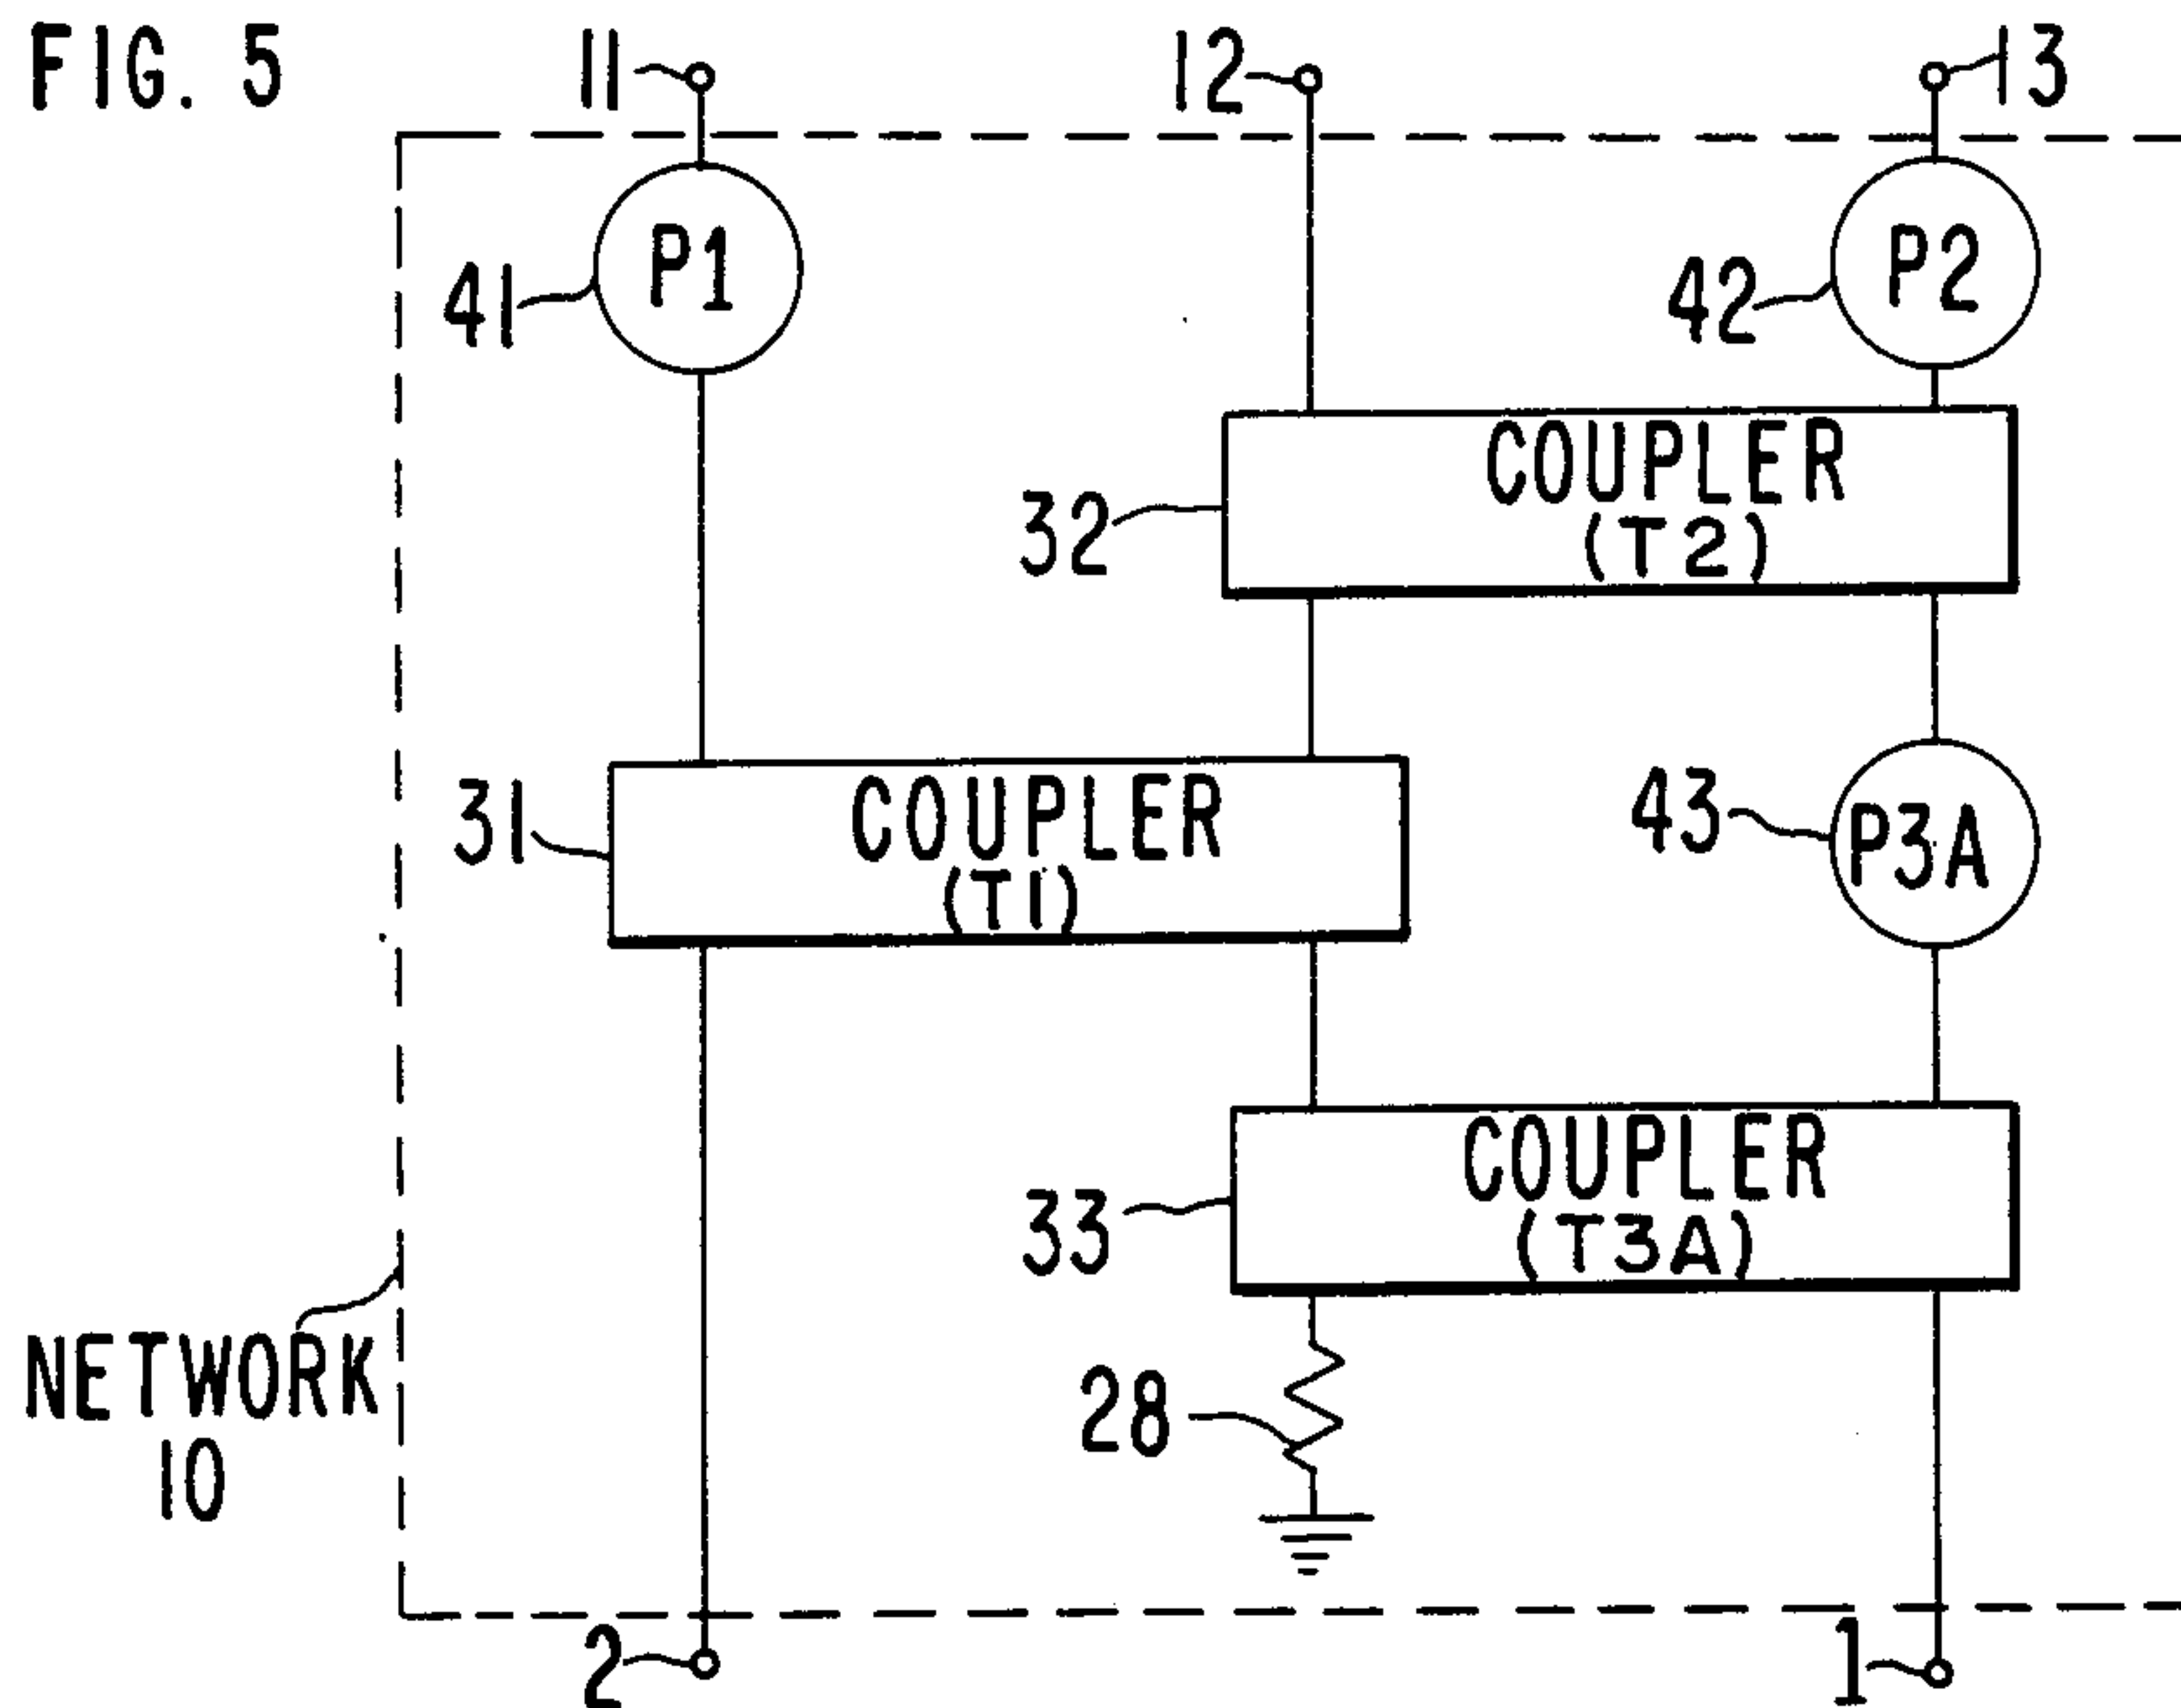 FIG. 5
11
12
13
P1
41
P2
42
COUPLER
(T2)
32
COUPLER
(T1)
31
43
P3A
COUPLER
(T3A)
33
NETWORK
10
28
2
1